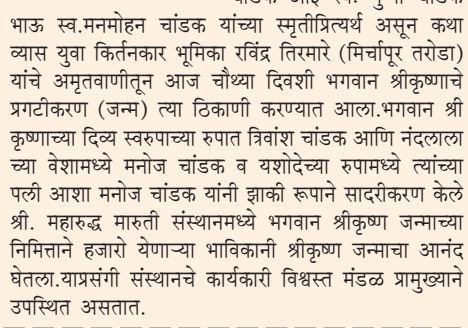 भाऊ स्व.मनमोहन चांडक यांच्या स्मृतीप्रित्यर्थ असून कथा
व्यास युवा किर्तनकार भूमिका रविंद्र तिरमारे (मिर्चापूर तरोडा)
यांचे अमृतवाणीतून आज चौथ्या दिवशी भगवान श्रीकृष्णाचे
प्रगटीकरण (जन्म) त्या ठिकाणी करण्यात आला.भगवान श्री
कृष्णाच्या दिव्य स्वरुपाच्या रुपात त्रिवांश चांडक आणि नंदलाला
च्या वेशामध्ये मनोज चांडक व यशोदेच्या रुपामध्ये त्यांच्या
पत्नी आशा मनोज चांडक यांनी झाकी रूपाने सादरीकरण केले
श्री. महारुद्ध मारुती संस्थानमध्ये भगवान श्रीकृष्ण जन्माच्या
निमित्ताने हजारो येणाऱ्या भाविकानी श्रीकृष्ण जन्माचा आनंद
घेतला.याप्रसंगी संस्थानचे कार्यकारी विश्वस्त मंडळ प्रामुख्याने
उपस्थित असतात.